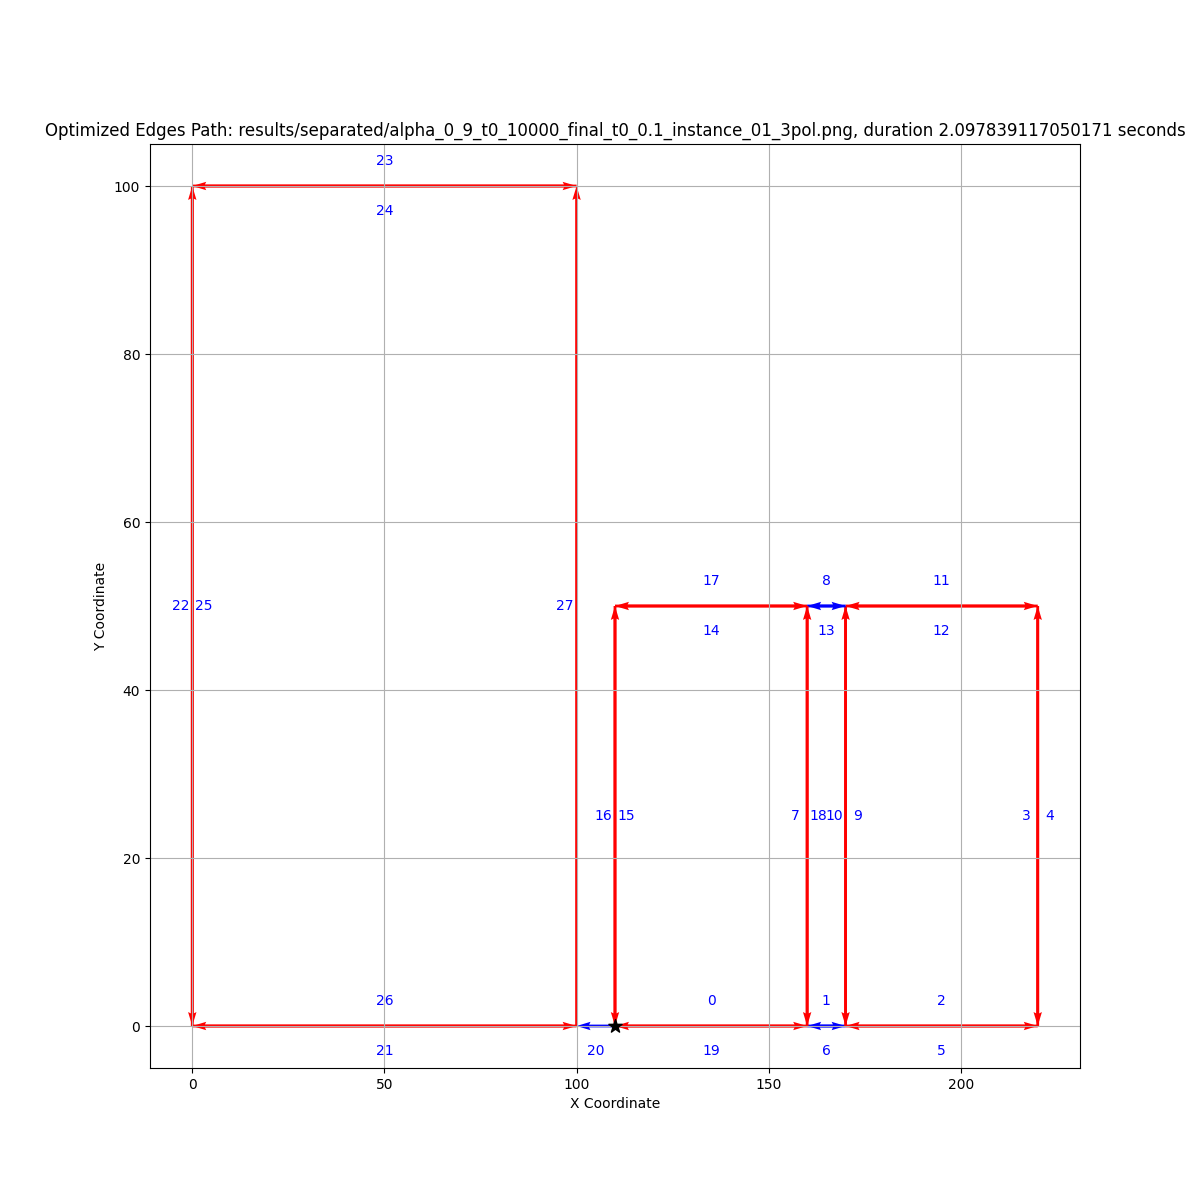 Optimized Edges Path: results/separated/alpha_0_9_t0_10000_final_t0_0.1_instance_01_3pol.png, duration 2.097839117050171 seconds
23
100
24
80
60
17 8 11
14 13 12
22 25 27
Y Coordinate
40
16 15 7 18 10 9 3 4
20
26 0 1 2
0
21 20 19 6 5
0 50 100 150 200
X Coordinate